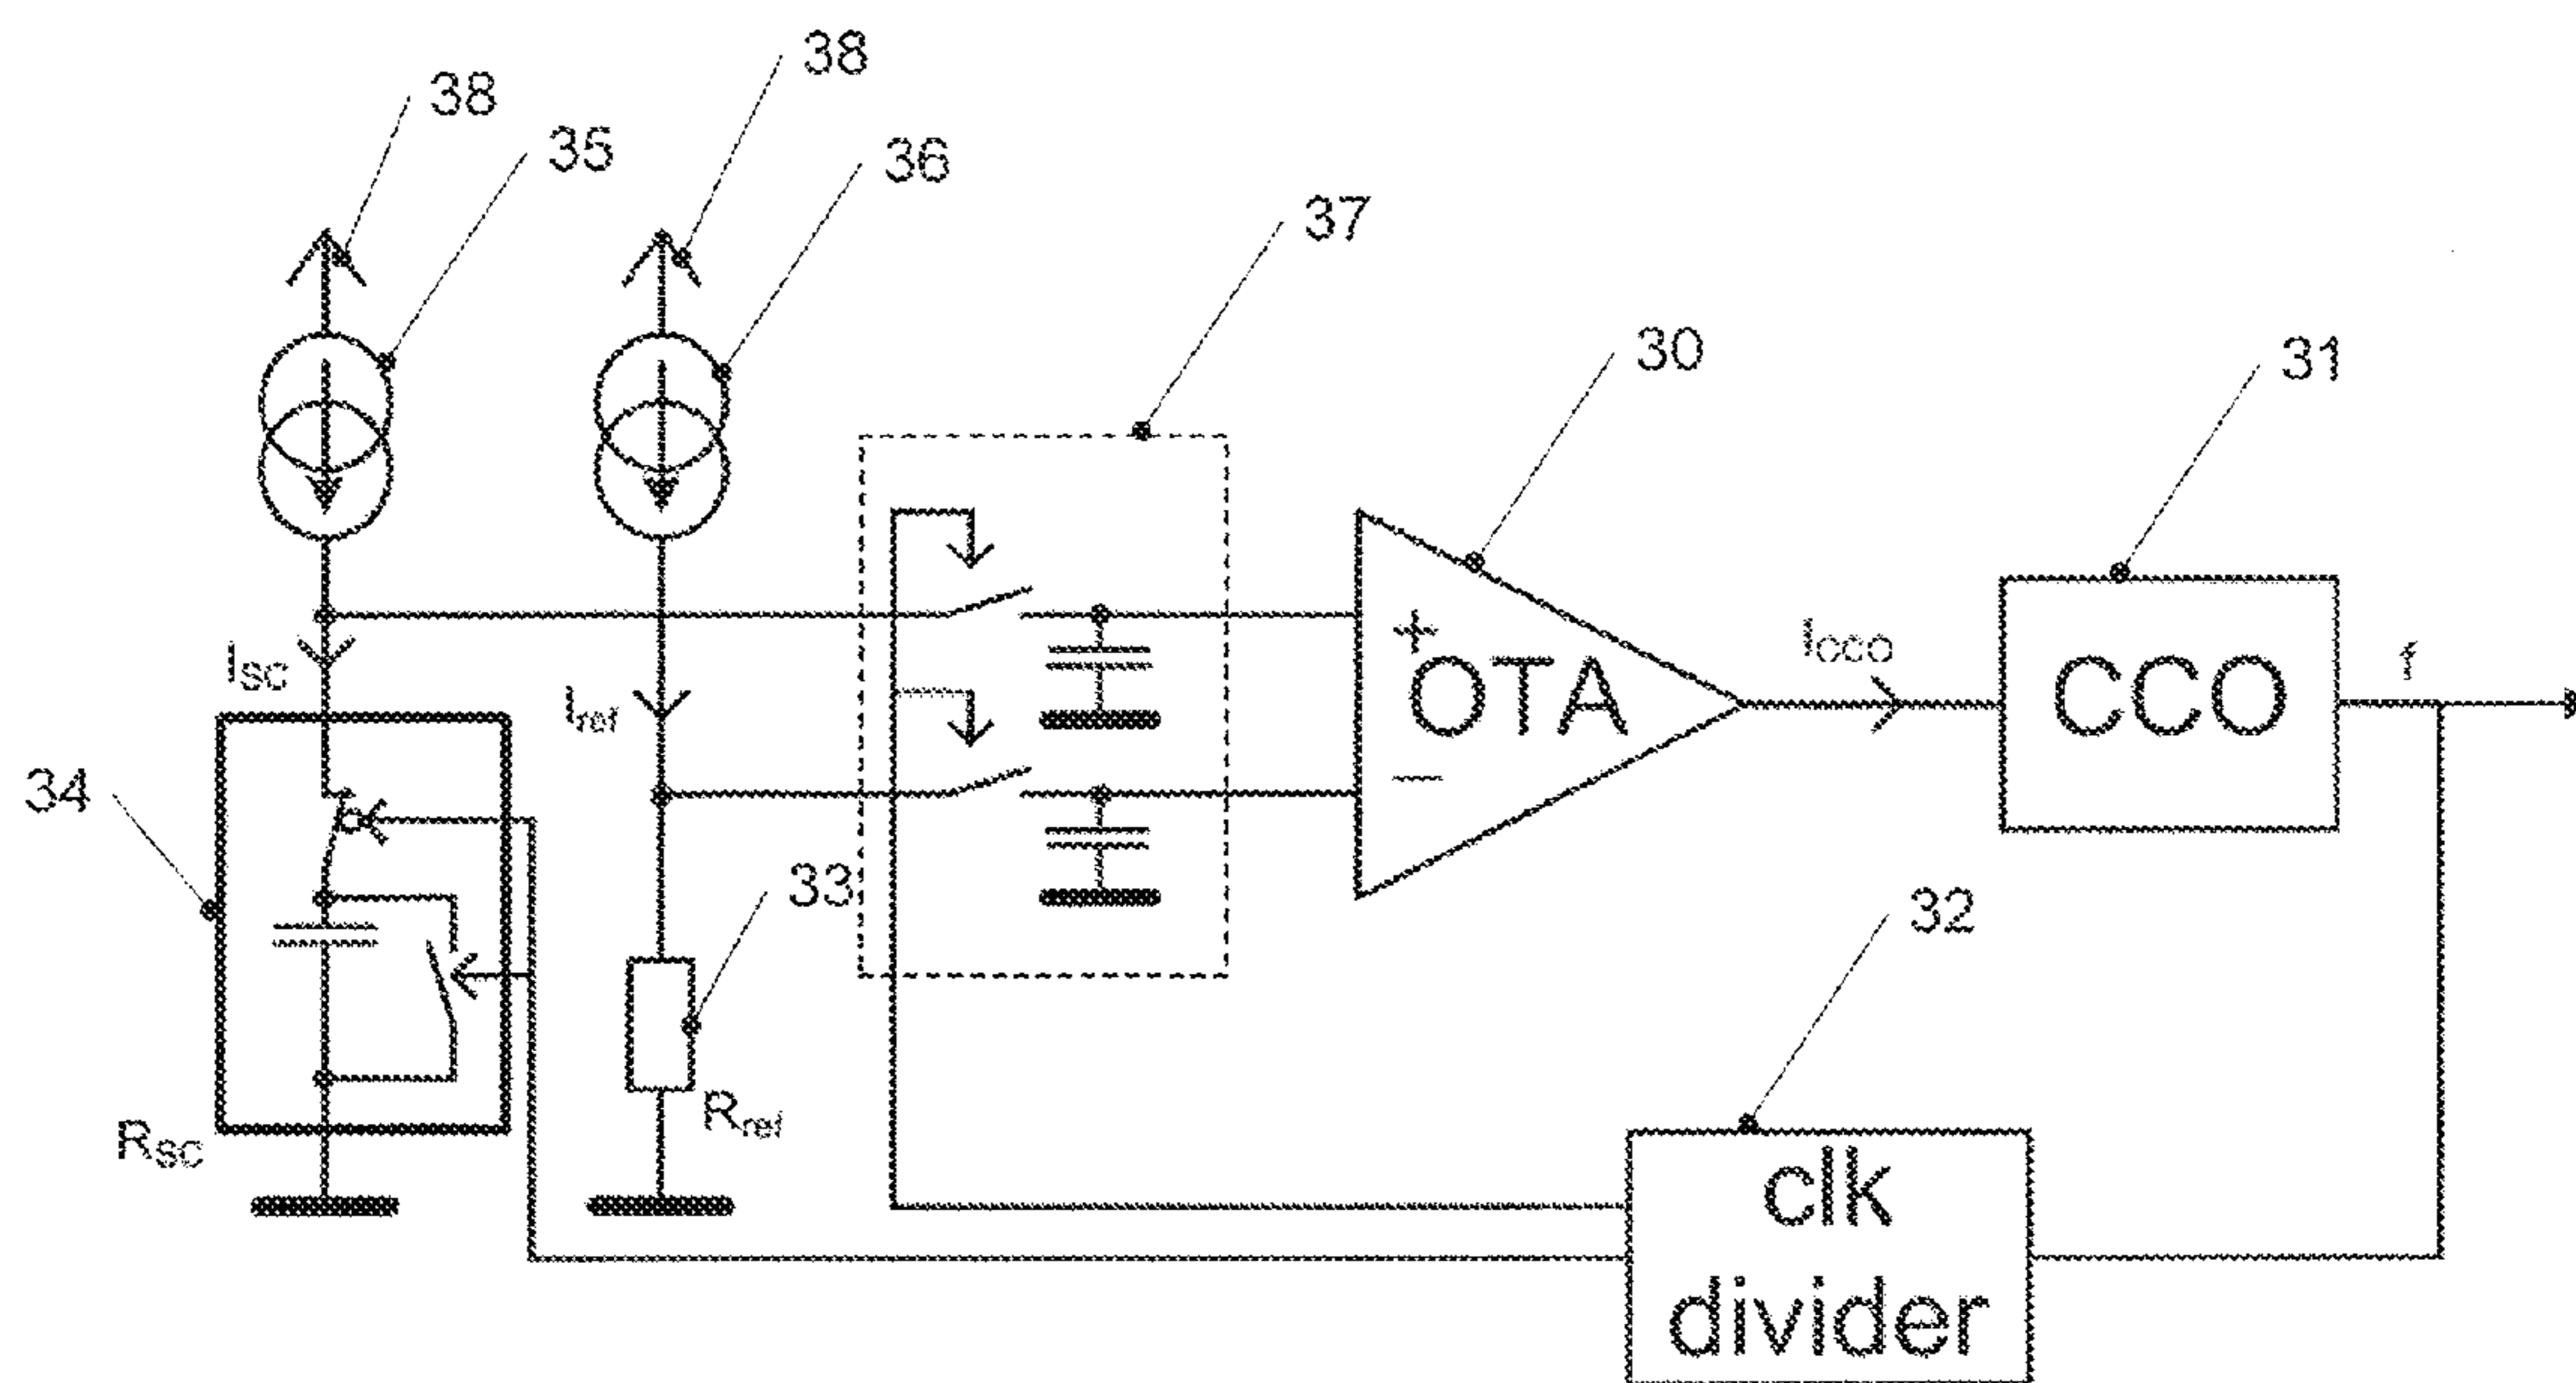 38
38
35
36
37
30
31
+
OTA
−
Icco
CCO
f
Isc
Iref
34
33
32
Rsc
Rref
clk
divider